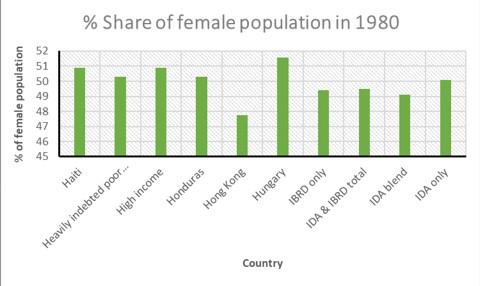 % Share of female population in 1980
% of female population
52
51
50
49
48
47
46
45
Haiti
Heavily indebted poor...
High income
Honduras
Hong Kong
Hungary
IBRD only
IDA & IBRD total
IDA blend
IDA only
Country